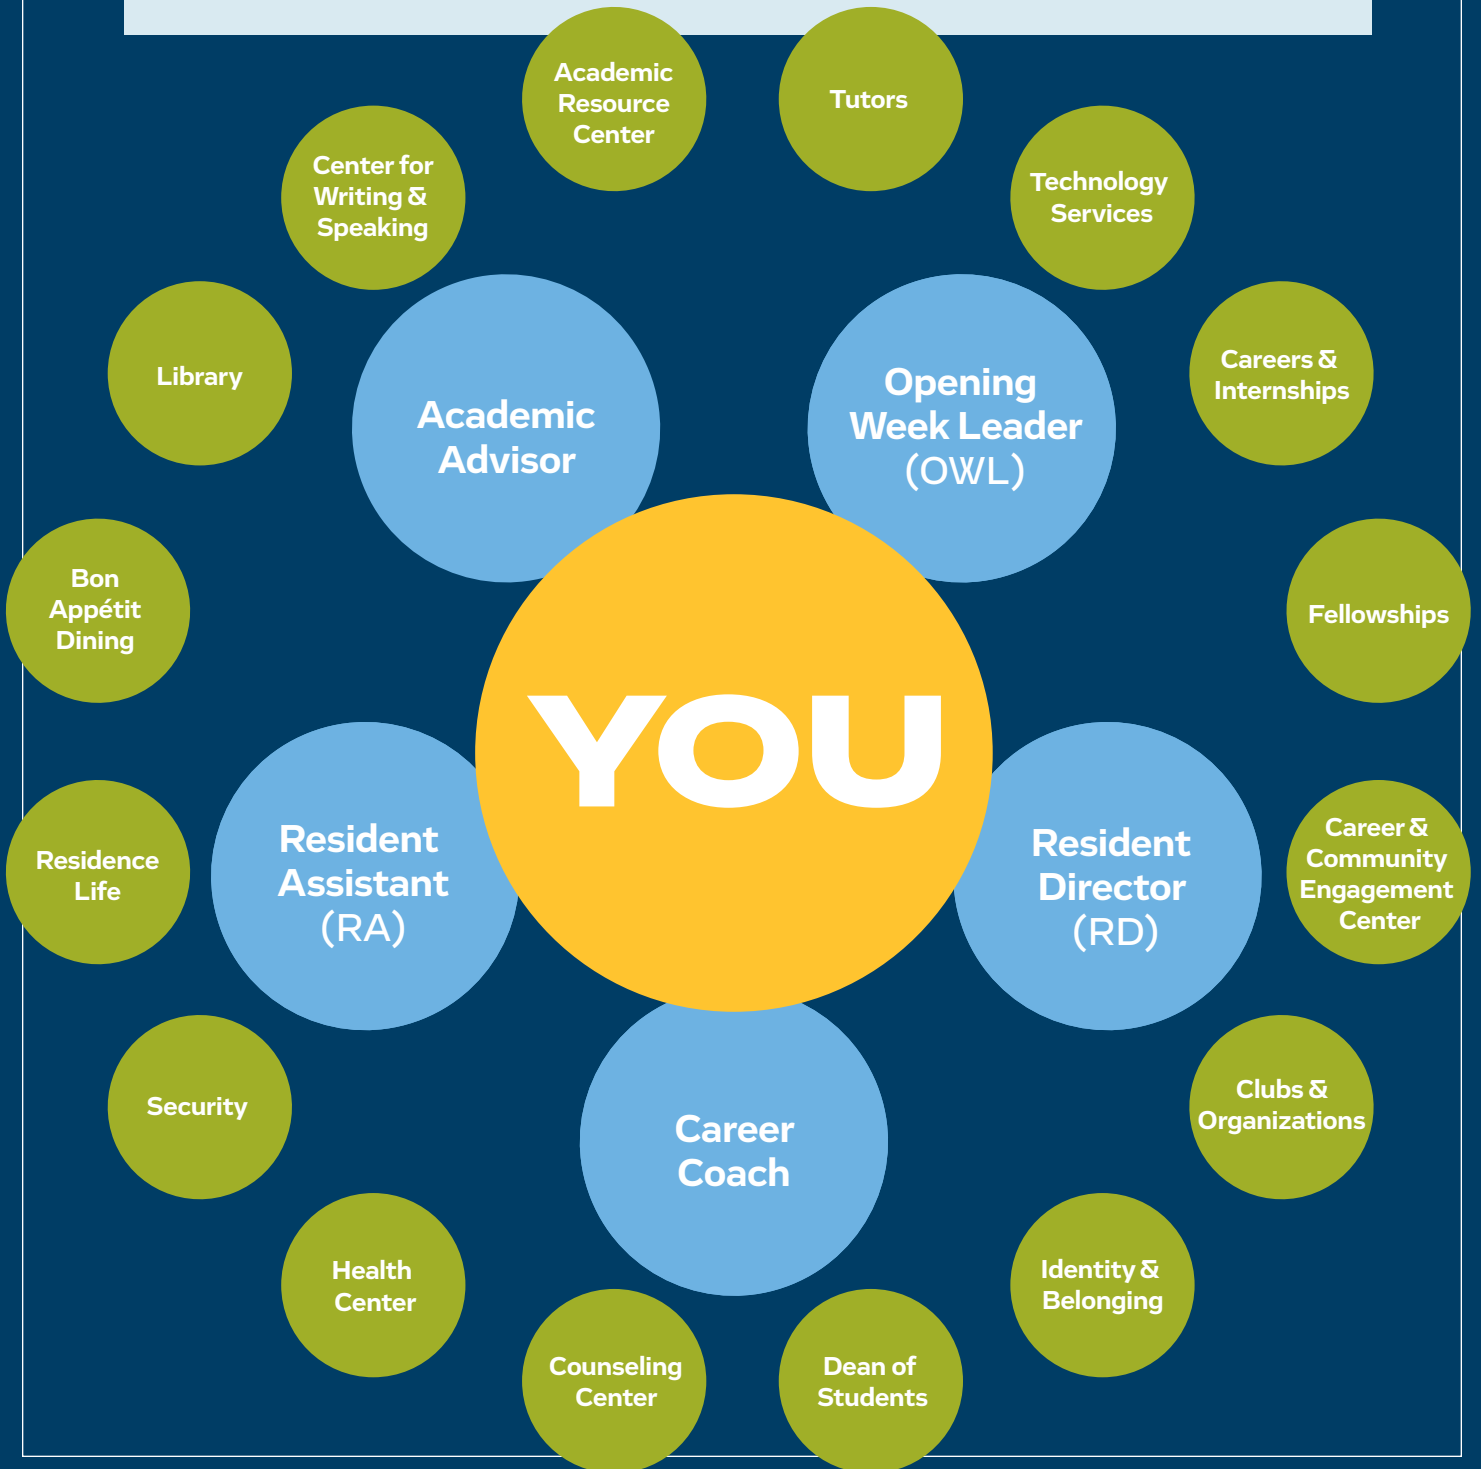 Academic
Resource
Center
Tutors
Center for
Writing &
Speaking
Technology
Services
Library
Careers &
Internships
Academic
Advisor
Opening
Week Leader
(OWL)
Bon
Appétit
Dining
Fellowships
YOU
Residence
Life
Resident
Assistant
(RA)
Resident
Director
(RD)
Career &
Community
Engagement
Center
Security
Career
Coach
Clubs &
Organizations
Health
Center
Identity &
Belonging
Counseling
Center
Dean of
Students